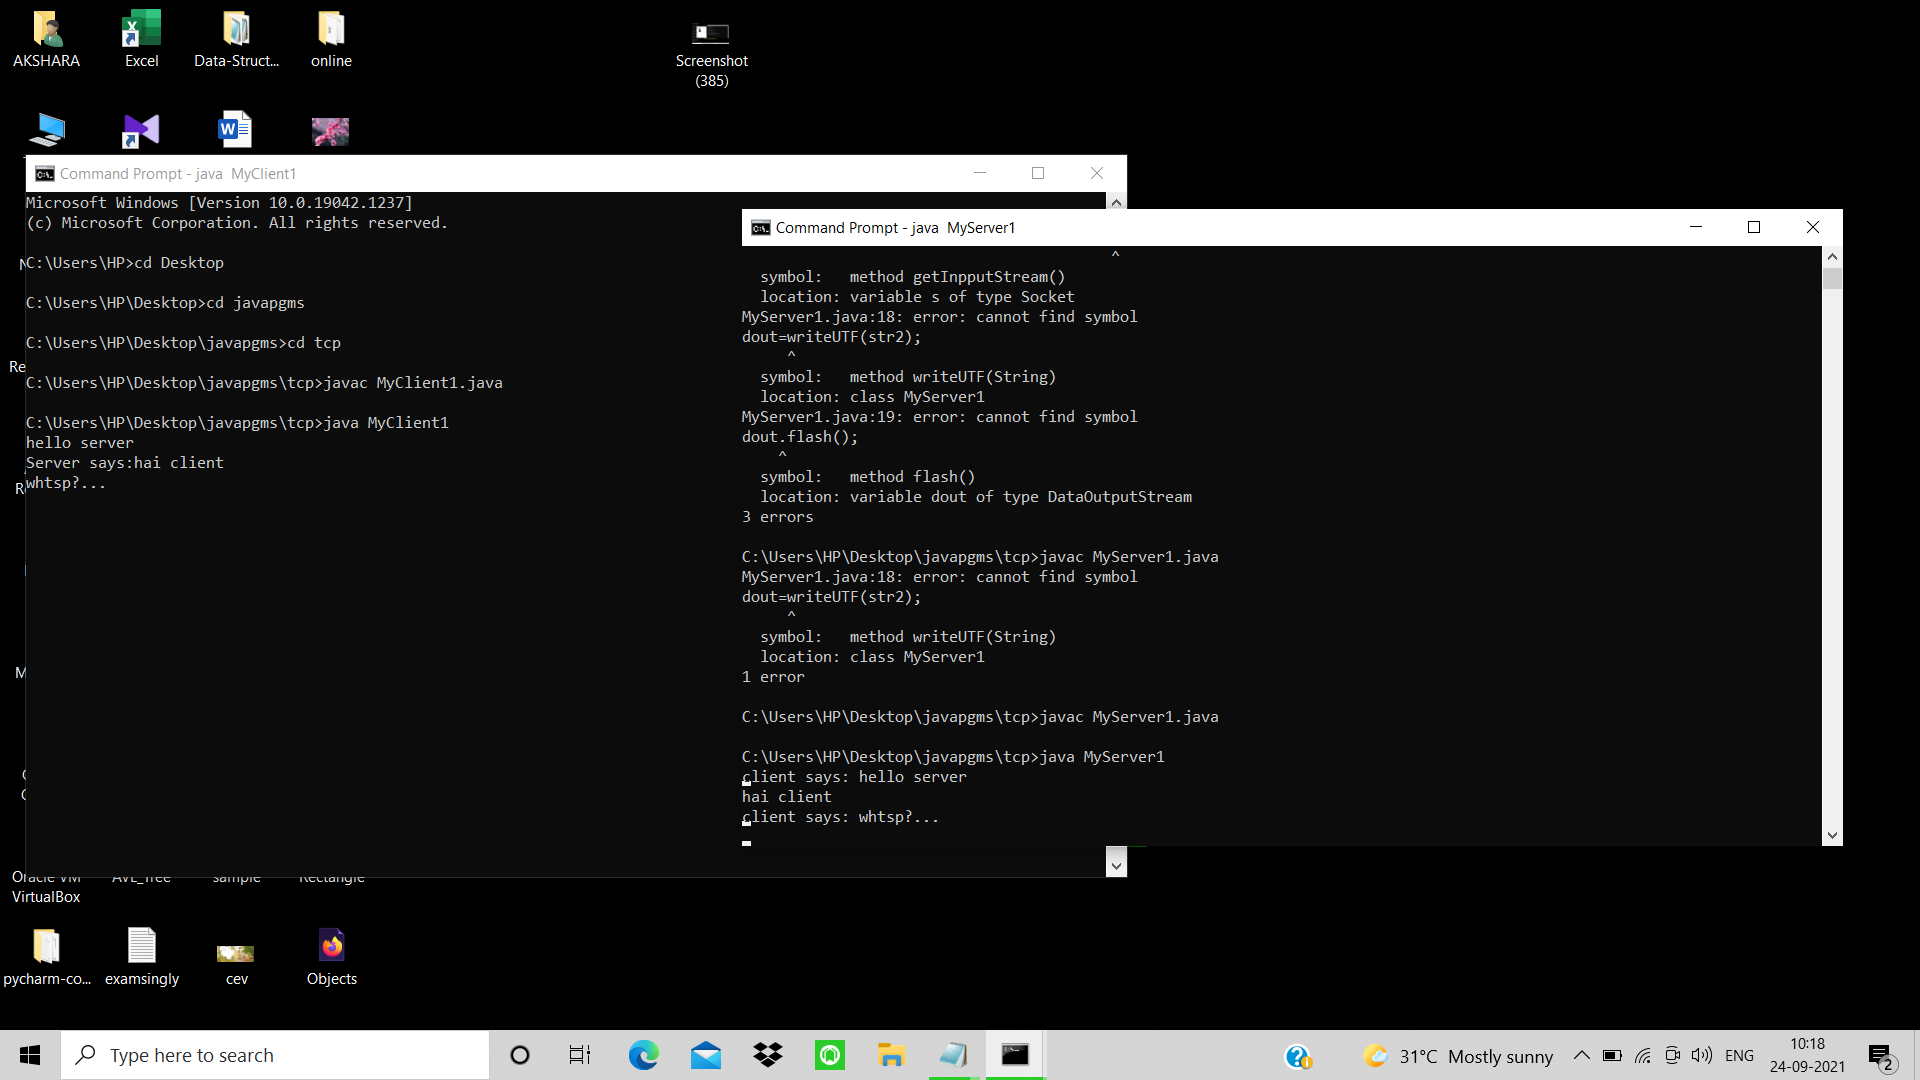 AKSHARA
Excel
Data-Struct...
online
Screenshot
(385)
Command Prompt - java  MyClient1
Microsoft Windows [Version 10.0.19042.1237]
(c) Microsoft Corporation. All rights reserved.
C:\Users\HP>cd Desktop
C:\Users\HP\Desktop>cd javapgms
C:\Users\HP\Desktop\javapgms>cd tcp
C:\Users\HP\Desktop\javapgms\tcp>javac MyClient1.java
C:\Users\HP\Desktop\javapgms\tcp>java MyClient1
hello server
Server says:hai client
whtsp?...
Command Prompt - java  MyServer1
^
symbol:   method getInpputStream()
location: variable s of type Socket
MyServer1.java:18: error: cannot find symbol
dout=writeUTF(str2);
^
symbol:   method writeUTF(String)
location: class MyServer1
MyServer1.java:19: error: cannot find symbol
dout.flash();
^
symbol:   method flash()
location: variable dout of type DataOutputStream
3 errors
C:\Users\HP\Desktop\javapgms\tcp>javac MyServer1.java
MyServer1.java:18: error: cannot find symbol
dout=writeUTF(str2);
^
symbol:   method writeUTF(String)
location: class MyServer1
1 error
C:\Users\HP\Desktop\javapgms\tcp>javac MyServer1.java
C:\Users\HP\Desktop\javapgms\tcp>java MyServer1
client says: hello server
hai client
client says: whtsp?...
Oracle VM
VirtualBox
AVL_Tree
sample
Rectangle
pycharm-co...
examsingly
cev
Objects
Type here to search
31°C  Mostly sunny
ENG
10:18
24-09-2021
2